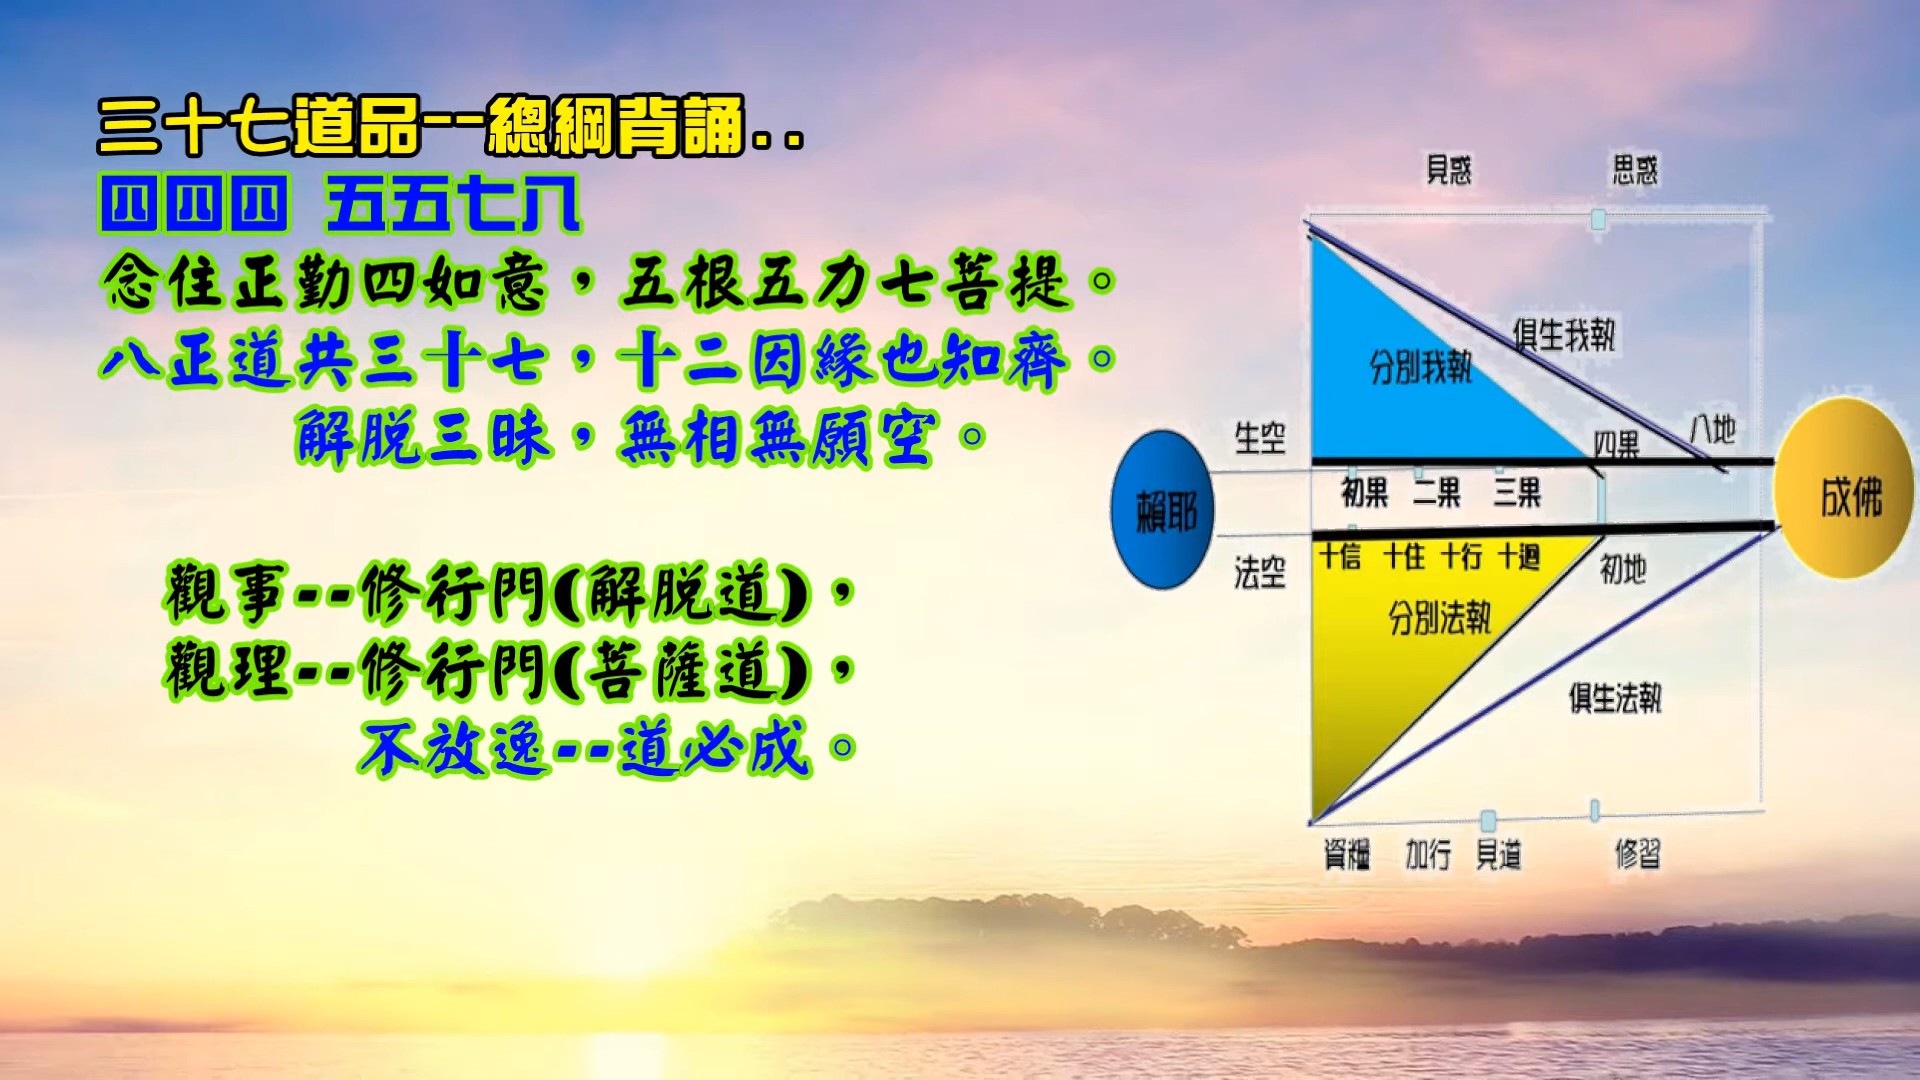 三十七道品--總綱背誦..
四四四 五五七八
念住正勤四如意，五根五力七菩提。
八正道共三十七，十二因緣也知齊。
解脫三昧，無相無願空。
觀事--修行門(解脫道)，
觀理--修行門(菩薩道)，
不放逸--道必成。
見惑 思惑
俱生我執
分別我執
生空 四果 八地
初果 二果 三果
賴耶 成佛
法空 十信 十住 十行 十迴 初地
分別法執
俱生法執
資糧 加行 見道 修習